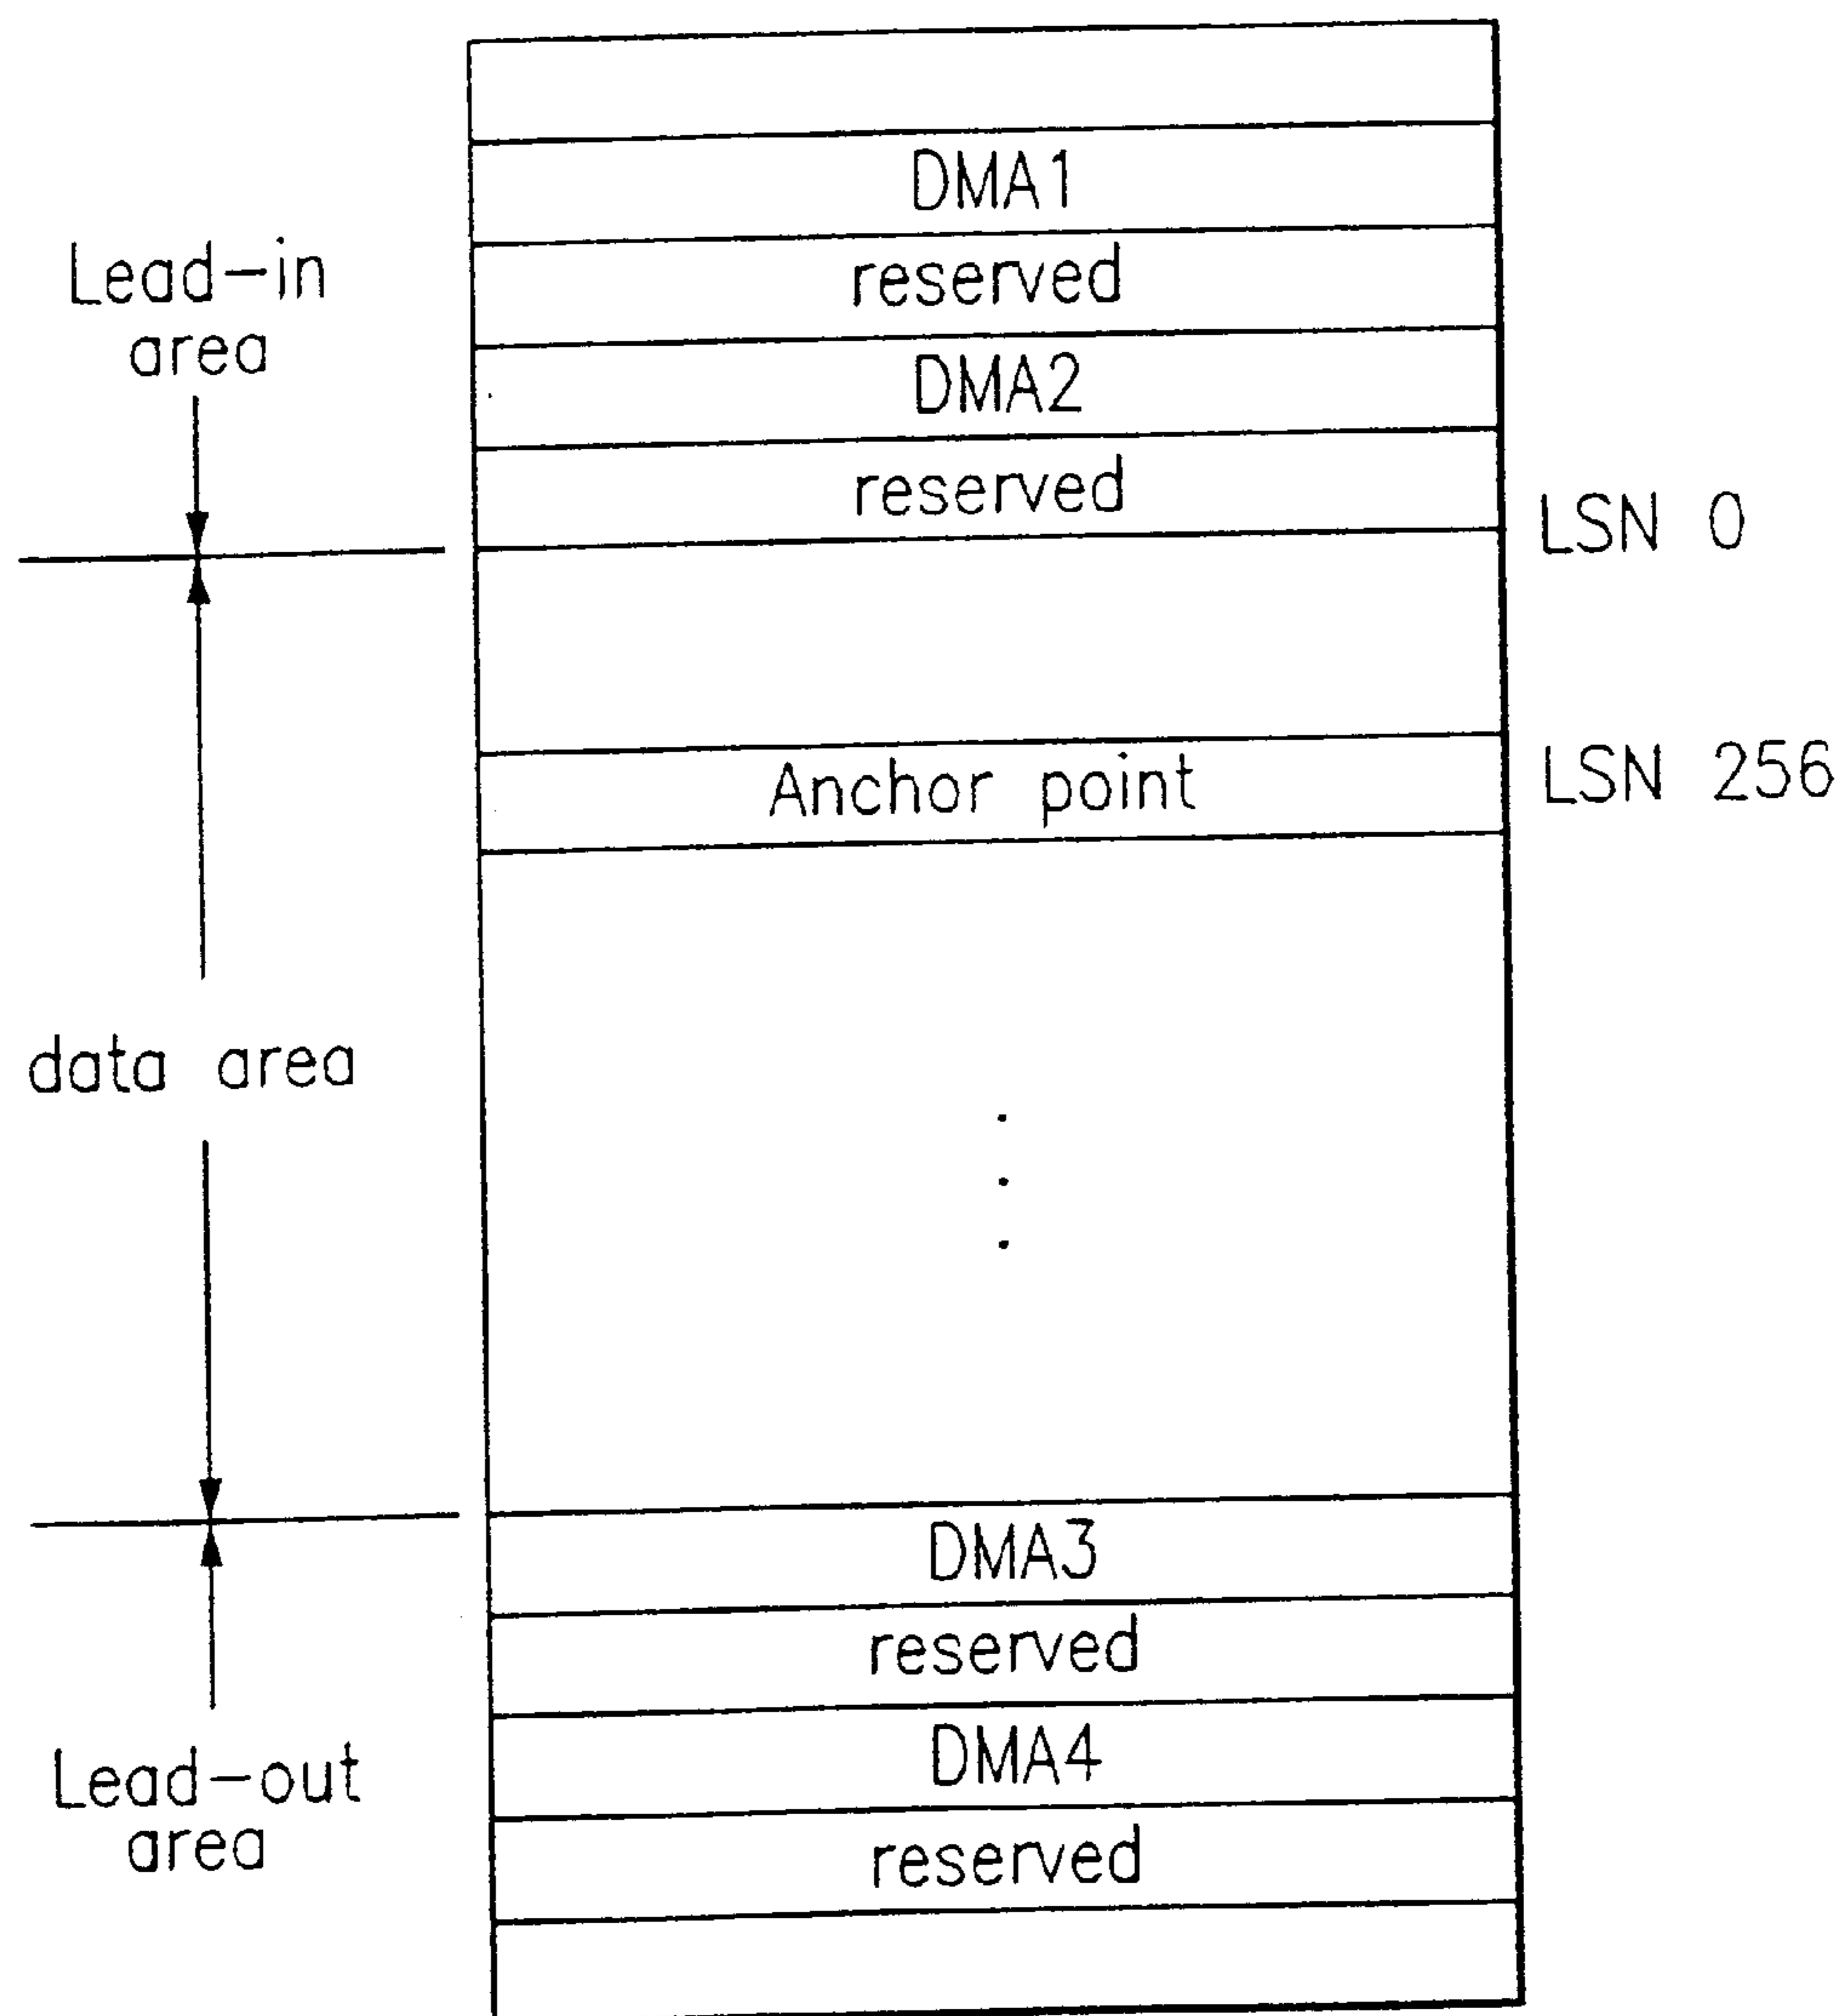 DMA1
reserved
Lead-in
area
DMA2
reserved
LSN 0
Anchor point
LSN 256
data area
DMA3
reserved
DMA4
Lead-out
area
reserved